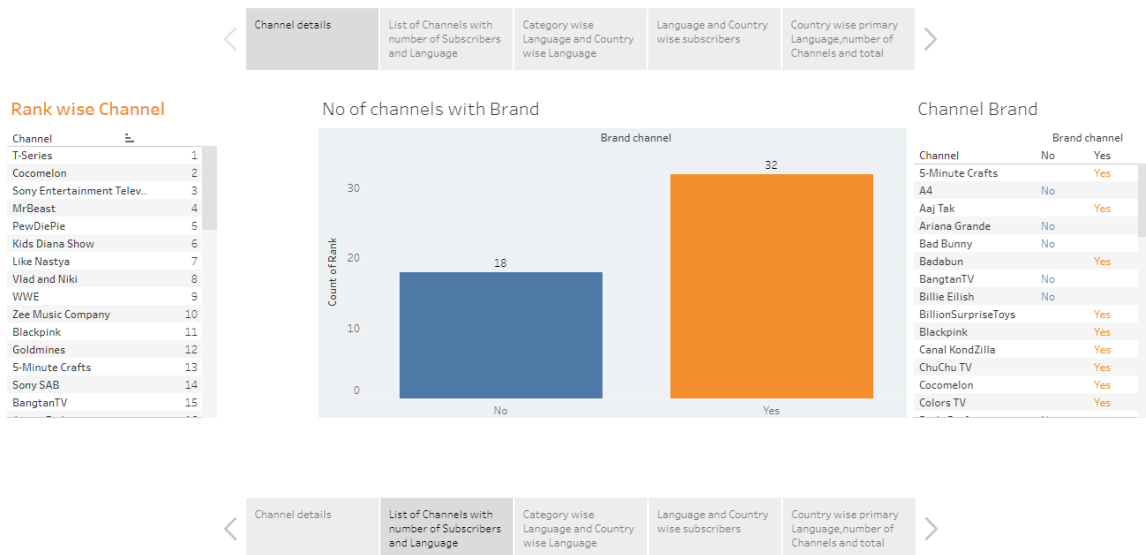 Channel details
List of Channels with
number of Subscribers
and Language
Category wise
Language and Country
wise Language
Language and Country
wise subscribers
Country wise primary
Language,number of
Channels and total
Rank wise Channel
Channel
T-Series 1
Cocomelon 2
Sony Entertainment Telev.. 3
MrBeast 4
PewDiePie 5
Kids Diana Show 6
Like Nastya 7
Vlad and Niki 8
WWE 9
Zee Music Company 10
Blackpink 11
Goldmines 12
5-Minute Crafts 13
Sony SAB 14
BangtanTV 15
No of channels with Brand
Brand channel
Count of Rank
30
20
10
0
18
32
No
Yes
Channel Brand
Brand channel
Channel No Yes
5-Minute Crafts Yes
A4 No
Aaj Tak Yes
Ariana Grande No
Bad Bunny No
Badabun Yes
BangtanTV No
Billie Eilish No
BillionSurpriseToys Yes
Blackpink Yes
Canal KondZilla Yes
ChuChu TV Yes
Cocomelon Yes
Colors TV Yes
Channel details
List of Channels with
number of Subscribers
and Language
Category wise
Language and Country
wise Language
Language and Country
wise subscribers
Country wise primary
Language,number of
Channels and total